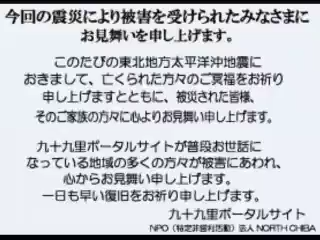 今回の震災により被害を受けられたみなさまに
お見舞いを申し上げます。
このたびの東北地方太平洋沖地震に
おきまして、亡くられた方々のご冥福をお祈り
申し上げますとともに、被災された皆様、
そのご家族の方々に心よりお見舞い申し上げます。
九十九里ポータルサイトが普段お世話に
なっている地域の多くの方々が被害にあわれ、
心からお見舞い申し上げます。
一日も早い復旧をお祈り申し上げます。
九十九里ポータルサイト
NPO（特定非営利活動）法人 NORTH CHIBA